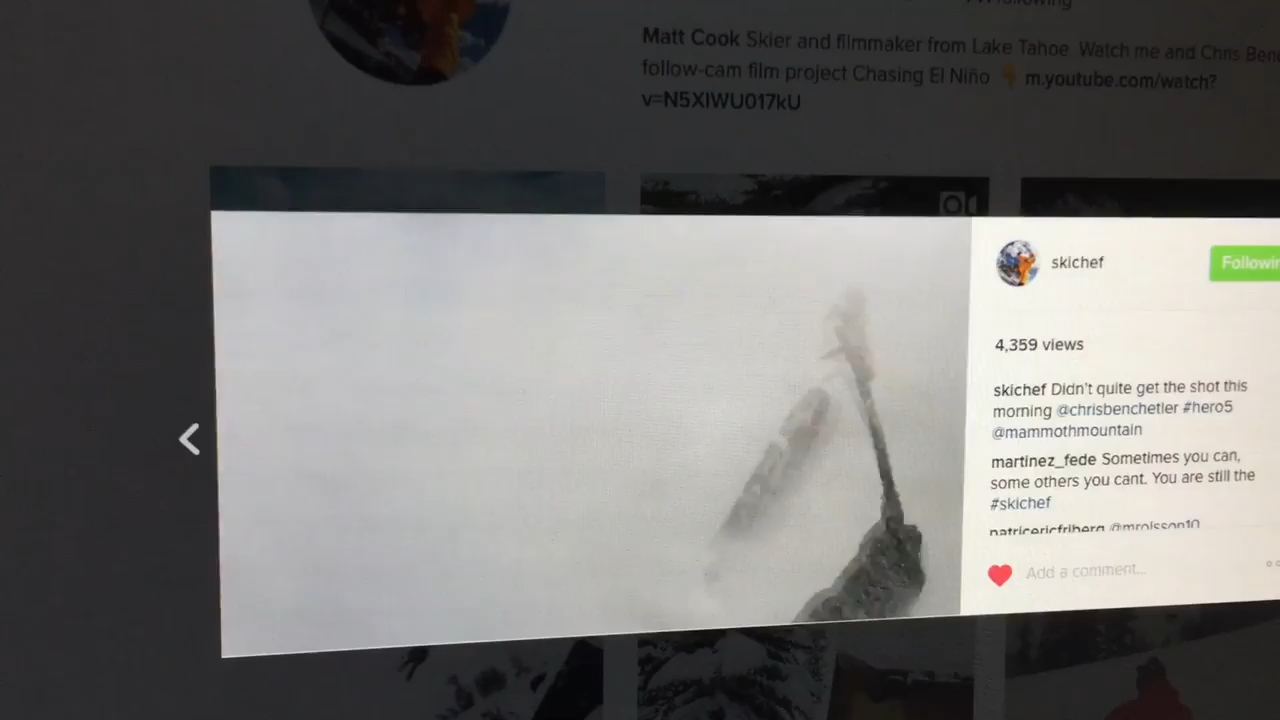 Matt Cook Skier and filmmaker from Lake Tahoe. Watch me and Chris
follow-cam film project Chasing El Niño 👇 m.youtube.com/watch?
v=N5XIWU017kU
skichef
4,359 views
skichef Didn't quite get the shot this
morning @chrisbenchetler #hero5
@mammothmountain
martinez_fede Sometimes you can,
some others you cant. You are still the
#skichef
patricericfriberg @mrolsson10
Add a comment...